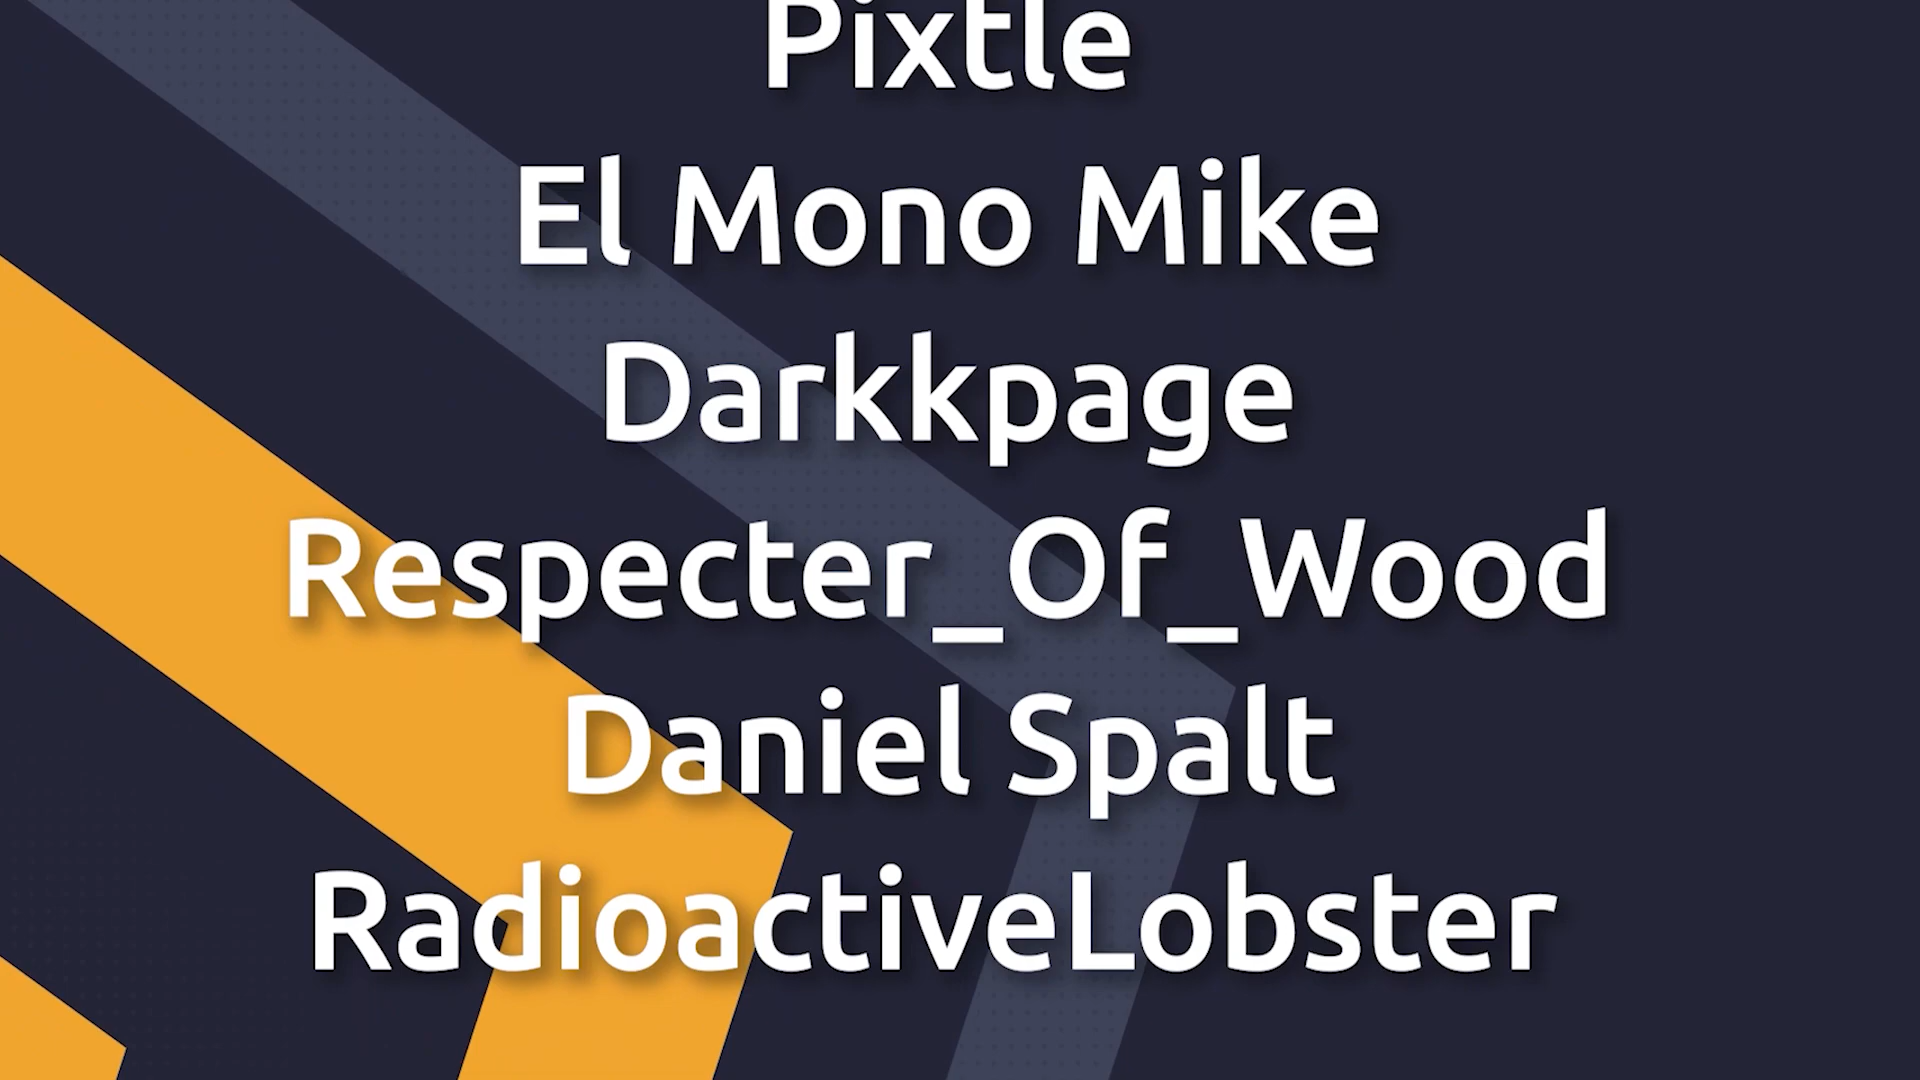 Pixtle
El Mono Mike
Darkkpage
Respecter_Of_Wood
Daniel Spalt
RadioactiveLobster